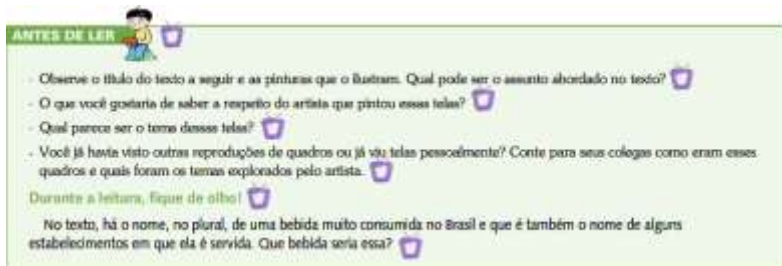 ANTES DE LER
- Observe o título do texto a seguir e as pinturas que o ilustram. Qual pode ser o assunto abordado no texto?
- O que você gostaria de saber a respeito do artista que pintou essas telas?
- Qual parece ser o tema dessas telas?
- Você já havia visto outras reproduções de quadros ou já viu telas pessoalmente? Conte para seus colegas como eram esses
quadros e quais foram os temas explorados pelo artista.
Durante a leitura, fique de olho!
No texto, há o nome, no plural, de uma bebida muito consumida no Brasil e que é também o nome de alguns
estabelecimentos em que ela é servida. Que bebida seria essa?